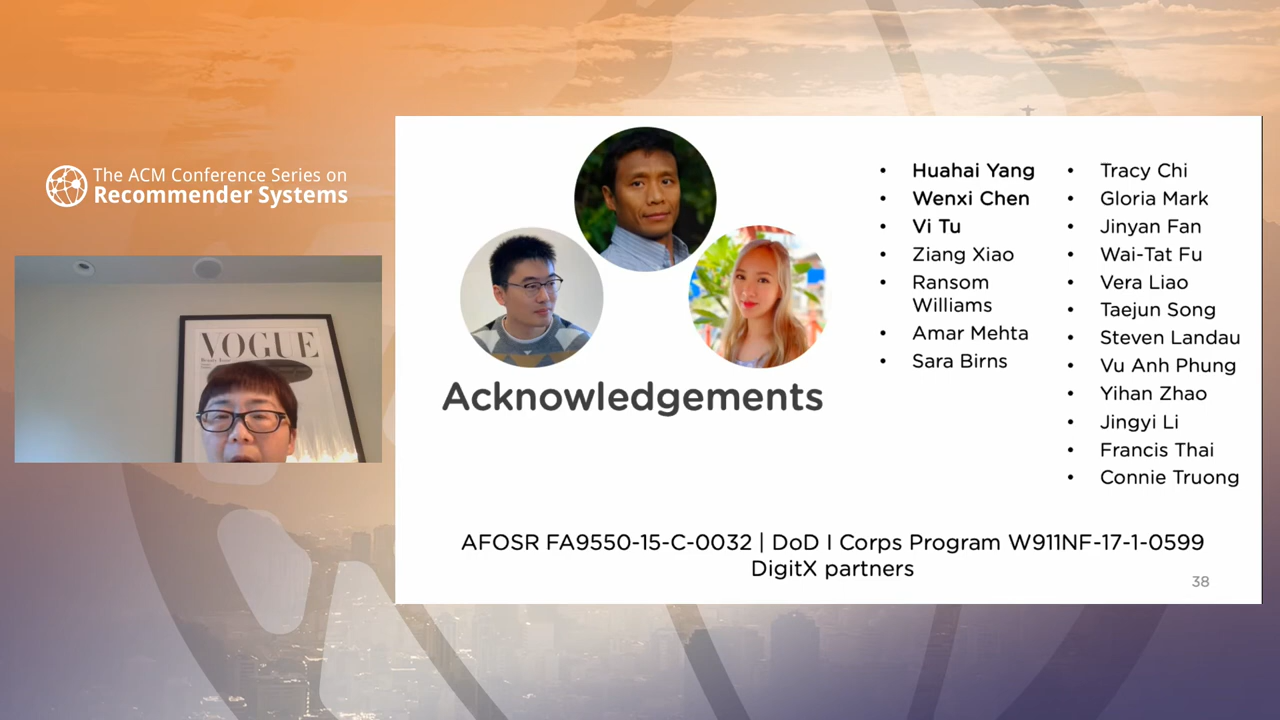 The ACM Conference Series on
Recommender Systems
VOGUE
Acknowledgements
• Huahai Yang
• Wenxi Chen
• Vi Tu
• Ziang Xiao
• Ransom
Williams
• Amar Mehta
• Sara Birns
• Tracy Chi
• Gloria Mark
• Jinyan Fan
• Wai-Tat Fu
• Vera Liao
• Taejun Song
• Steven Landau
• Vu Anh Phung
• Yihan Zhao
• Jingyi Li
• Francis Thai
• Connie Truong
AFOSR FA9550-15-C-0032 | DoD I Corps Program W911NF-17-1-0599
DigitX partners
38